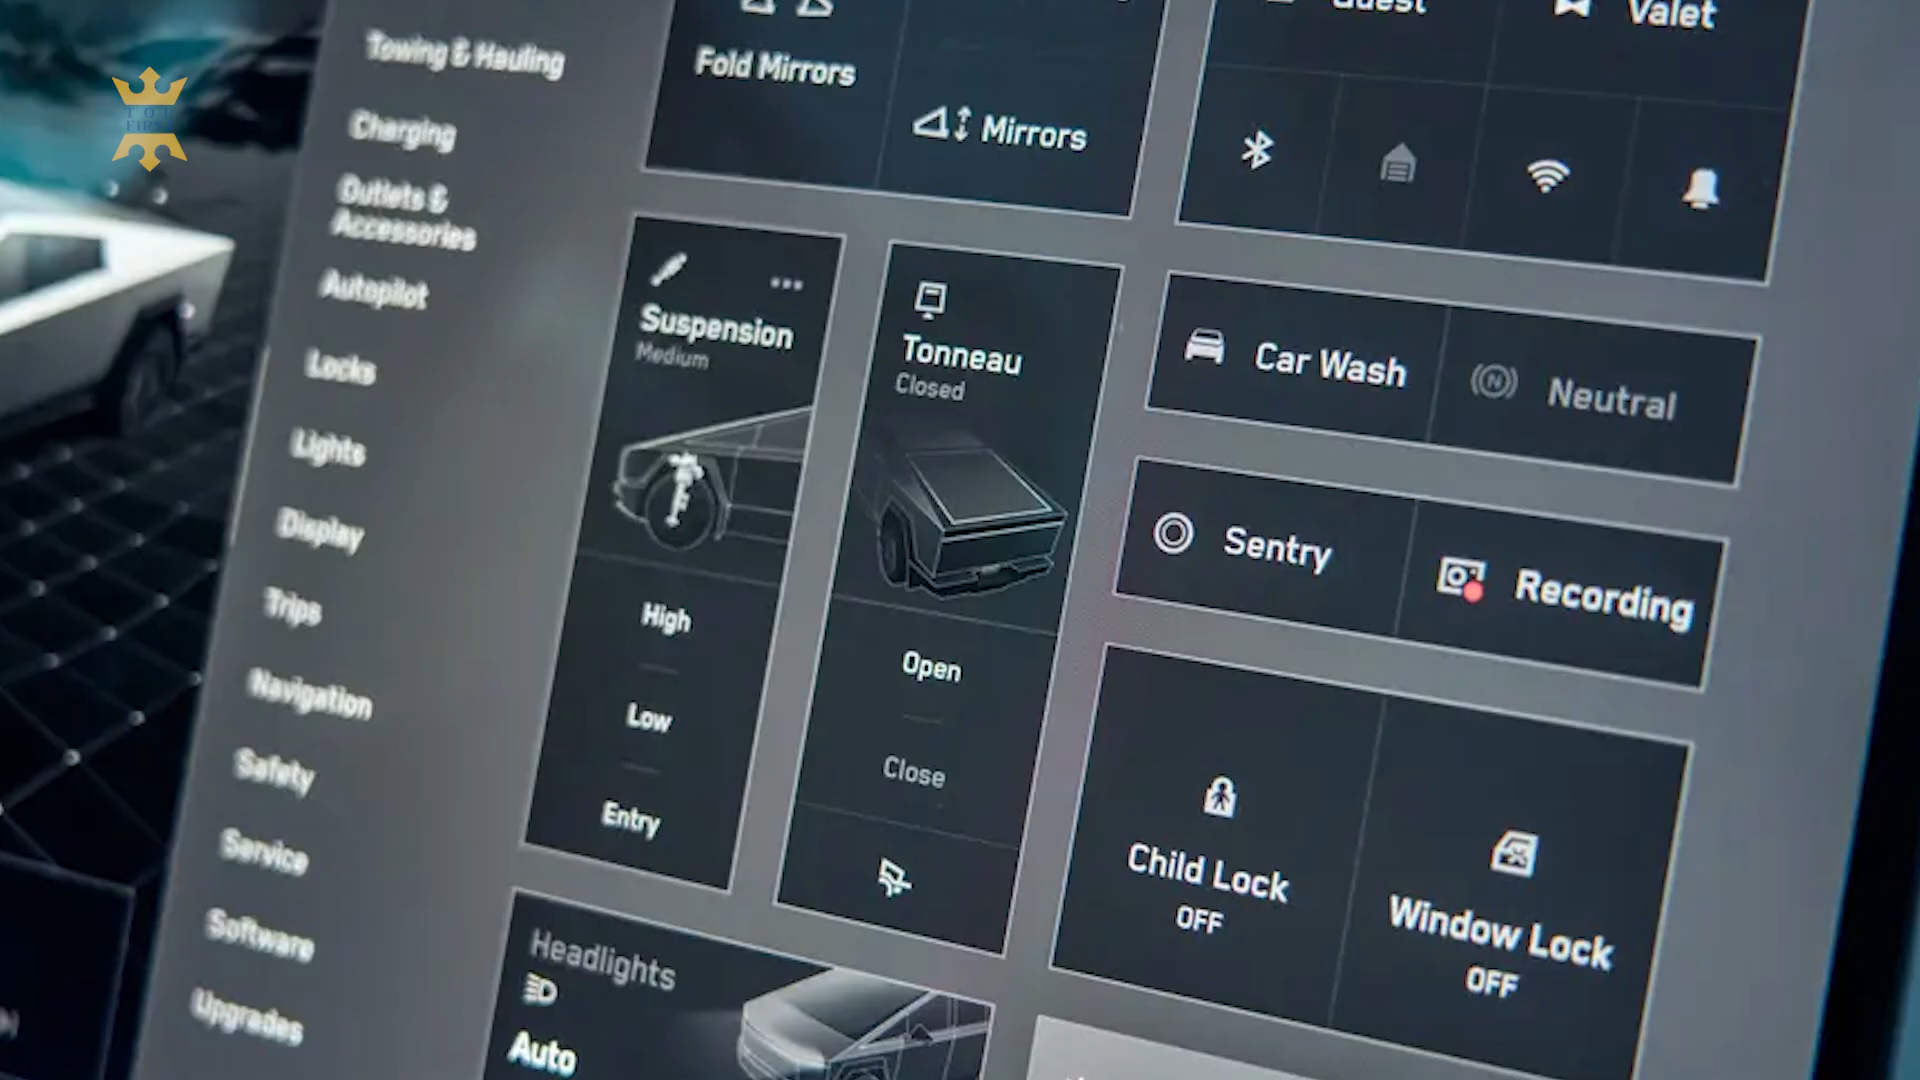 Towing & Hauling
Charging
Outlets &
Accessories
Autopilot
Locks
Lights
Display
Trips
Navigation
Safety
Service
Software
Upgrades
Fold Mirrors
Mirrors
Guest
Valet
Suspension
Medium
High
Low
Entry
Tonneau
Closed
Open
Close
Car Wash
Neutral
Sentry
Recording
Child Lock
OFF
Window Lock
OFF
Headlights
Auto